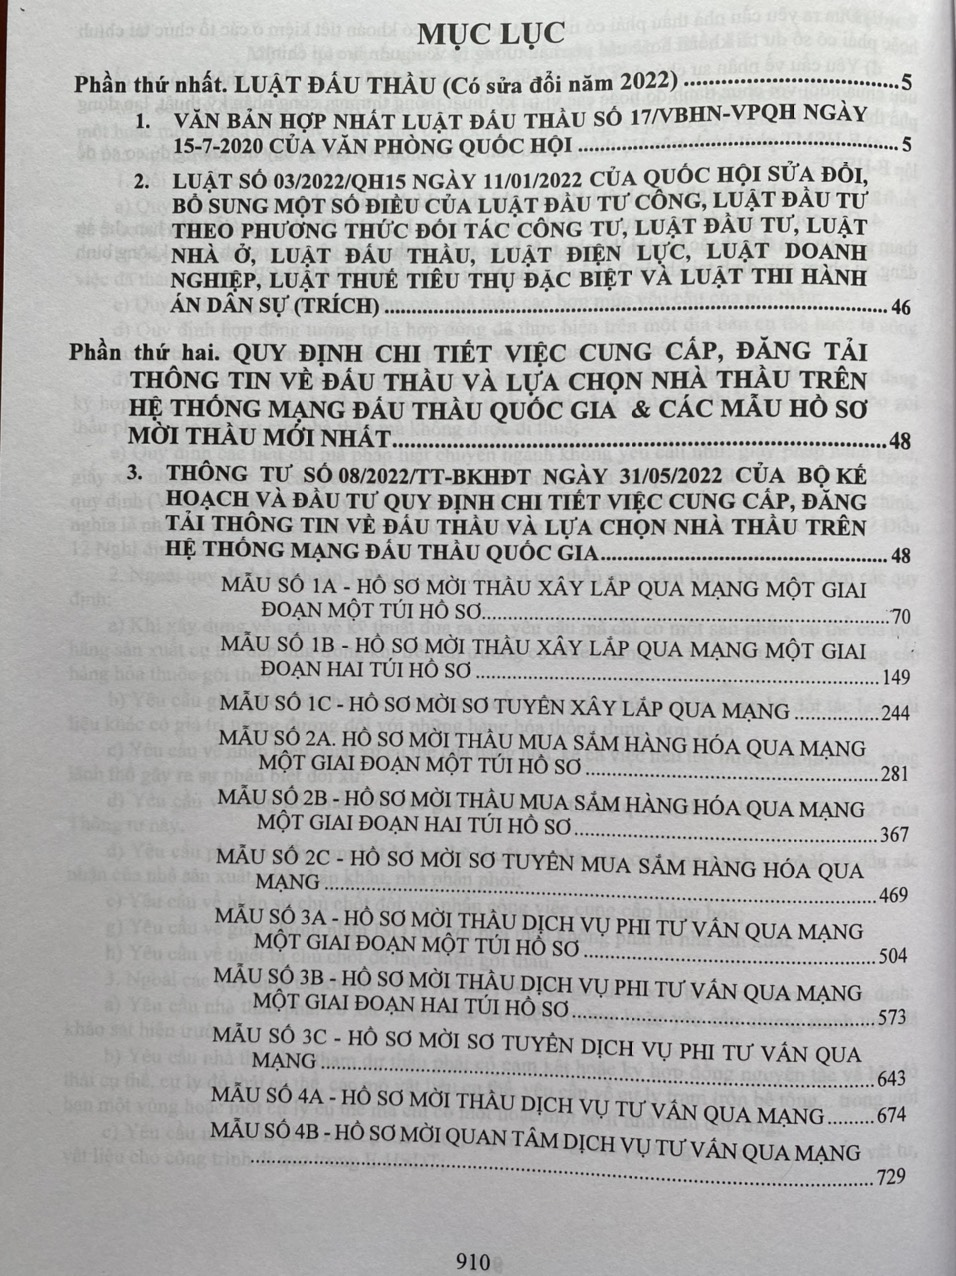 MỤC LỤC
Phần thứ nhất. LUẬT ĐẤU THẦU (Có sửa đổi năm 2022) ...........................5
1. VĂN BẢN HỢP NHẤT LUẬT ĐẤU THẦU SỐ 17/VBHN-VPQH NGÀY
15-7-2020 CỦA VĂN PHÒNG QUỐC HỘI ...........................5
2. LUẬT SỐ 03/2022/QH15 NGÀY 11/01/2022 CỦA QUỐC HỘI SỬA ĐỔI,
BỔ SUNG MỘT SỐ ĐIỀU CỦA LUẬT ĐẦU TƯ CÔNG, LUẬT ĐẦU TƯ
THEO PHƯƠNG THỨC ĐỐI TÁC CÔNG TƯ, LUẬT ĐẦU TƯ, LUẬT
NHÀ Ở, LUẬT ĐẤU THẦU, LUẬT ĐIỆN LỰC, LUẬT DOANH
NGHIỆP, LUẬT THUẾ TIÊU THỤ ĐẶC BIỆT VÀ LUẬT THI HÀNH
ÁN DÂN SỰ (TRÍCH) ...........................46
Phần thứ hai. QUY ĐỊNH CHI TIẾT VIỆC CUNG CẤP, ĐĂNG TẢI
THÔNG TIN VỀ ĐẤU THẦU VÀ LỰA CHỌN NHÀ THẦU TRÊN
HỆ THỐNG MẠNG ĐẤU THẦU QUỐC GIA & CÁC MẪU HỒ SƠ
MỜI THẦU MỚI NHẤT...........................48
3. THÔNG TƯ SỐ 08/2022/TT-BKHĐT NGÀY 31/05/2022 CỦA BỘ KẾ
HOẠCH VÀ ĐẦU TƯ QUY ĐỊNH CHI TIẾT VIỆC CUNG CẤP, ĐĂNG
TẢI THÔNG TIN VỀ ĐẤU THẦU VÀ LỰA CHỌN NHÀ THẦU TRÊN
HỆ THỐNG MẠNG ĐẤU THẦU QUỐC GIA...........................48
MẪU SỐ 1A - HỒ SƠ MỜI THẦU XÂY LẮP QUA MẠNG MỘT GIAI
ĐOẠN MỘT TÚI HỒ SƠ...........................70
MẪU SỐ 1B - HỒ SƠ MỜI THẦU XÂY LẮP QUA MẠNG MỘT GIAI
ĐOẠN HAI TÚI HỒ SƠ ...........................149
MẪU SỐ 1C - HỒ SƠ MỜI SƠ TUYỂN XÂY LẮP QUA MẠNG ..............244
MẪU SỐ 2A. HỒ SƠ MỜI THẦU MUA SẮM HÀNG HÓA QUA MẠNG
MỘT GIAI ĐOẠN MỘT TÚI HỒ SƠ ...........................281
MẪU SỐ 2B - HỒ SƠ MỜI THẦU MUA SẮM HÀNG HÓA QUA MẠNG
MỘT GIAI ĐOẠN HAI TÚI HỒ SƠ...........................367
MẪU SỐ 2C - HỒ SƠ MỜI SƠ TUYỂN MUA SẮM HÀNG HÓA QUA
MẠNG ...........................469
MẪU SỐ 3A - HỒ SƠ MỜI THẦU DỊCH VỤ PHI TƯ VẤN QUA MẠNG
MỘT GIAI ĐOẠN MỘT TÚI HỒ SƠ ...........................504
MẪU SỐ 3B - HỒ SƠ MỜI THẦU DỊCH VỤ PHI TƯ VẤN QUA MẠNG
MỘT GIAI ĐOẠN HAI TÚI HỒ SƠ...........................573
MẪU SỐ 3C - HỒ SƠ MỜI SƠ TUYỂN DỊCH VỤ PHI TƯ VẤN QUA
MẠNG...........................643
MẪU SỐ 4A - HỒ SƠ MỜI THẦU DỊCH VỤ TƯ VẤN QUA MẠNG.........674
MẪU SỐ 4B - HỒ SƠ MỜI QUAN TÂM DỊCH VỤ TƯ VẤN QUA MẠNG
...........................729
910